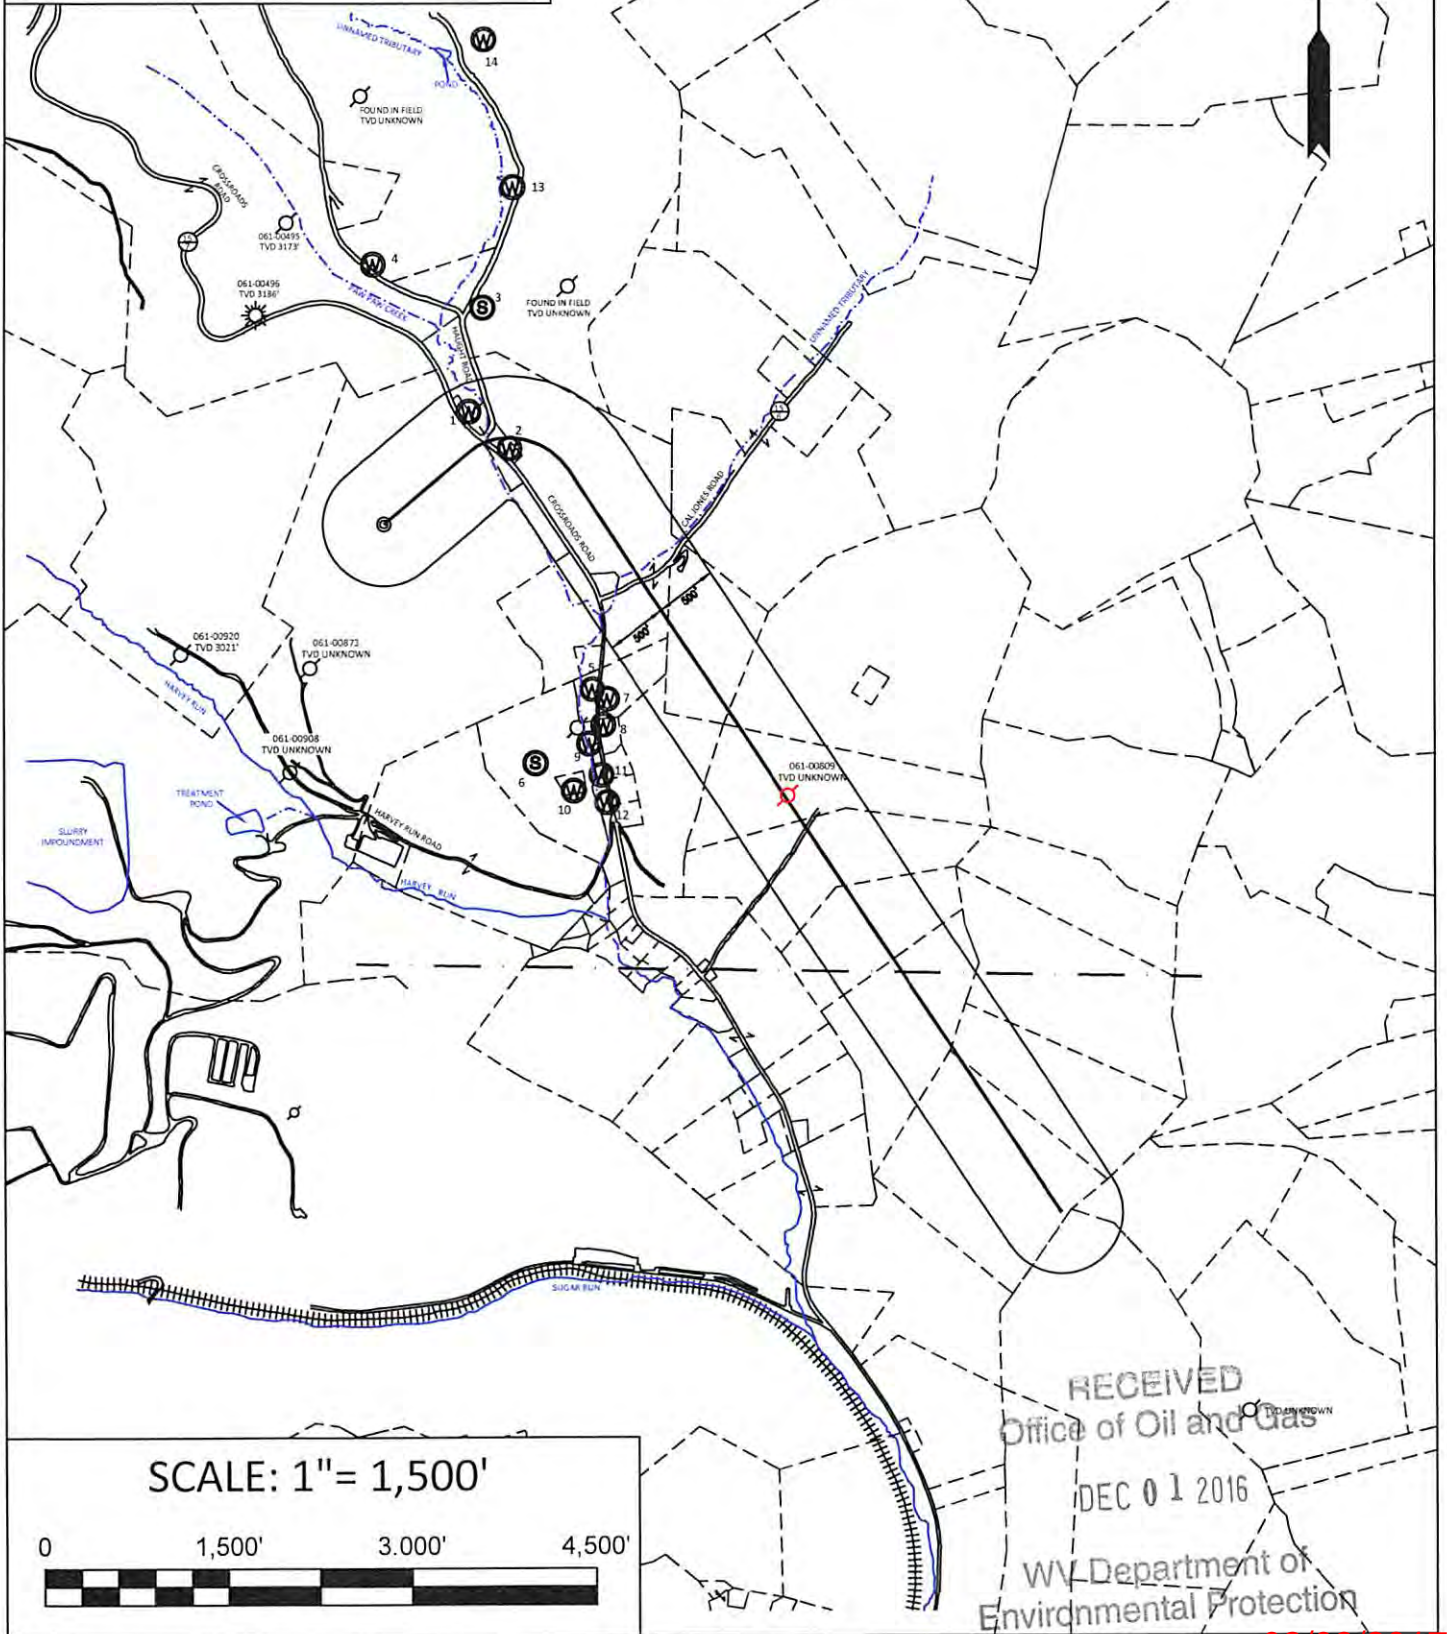 UNNAMED TRIBUTARY
W
14
POND
FOUND IN FIELD
TVD UNKNOWN
CROSSROADS
ROAD
W
13
061-00495
TVD 3173'
W
4
061-00496
TVD 3186'
PAW PAW CREEK
S
3
FOUND IN FIELD
TVD UNKNOWN
UNNAMED TRIBUTARY
HAUGHT ROAD
W
1
2
W
CAL JONES ROAD
CROSSROADS ROAD
500'
500'
061-00920
TVD 3021'
061-00873
TVD UNKNOWN
HARVEY RUN
5
W
W
7
W
8
W
9
061-00908
TVD UNKNOWN
S
6
W
11
W
10
W
12
061-00809
TVD UNKNOWN
TREATMENT
POND
SLURRY
IMPOUNDMENT
HARVEY RUN ROAD
HARVEY RUN
SUGAR RUN
RECEIVED
Office of Oil and Gas
TVD UNKNOWN
DEC 01 2016
WV Department of
Environmental Protection
SCALE: 1"= 1,500'
0 1,500' 3.000' 4,500'